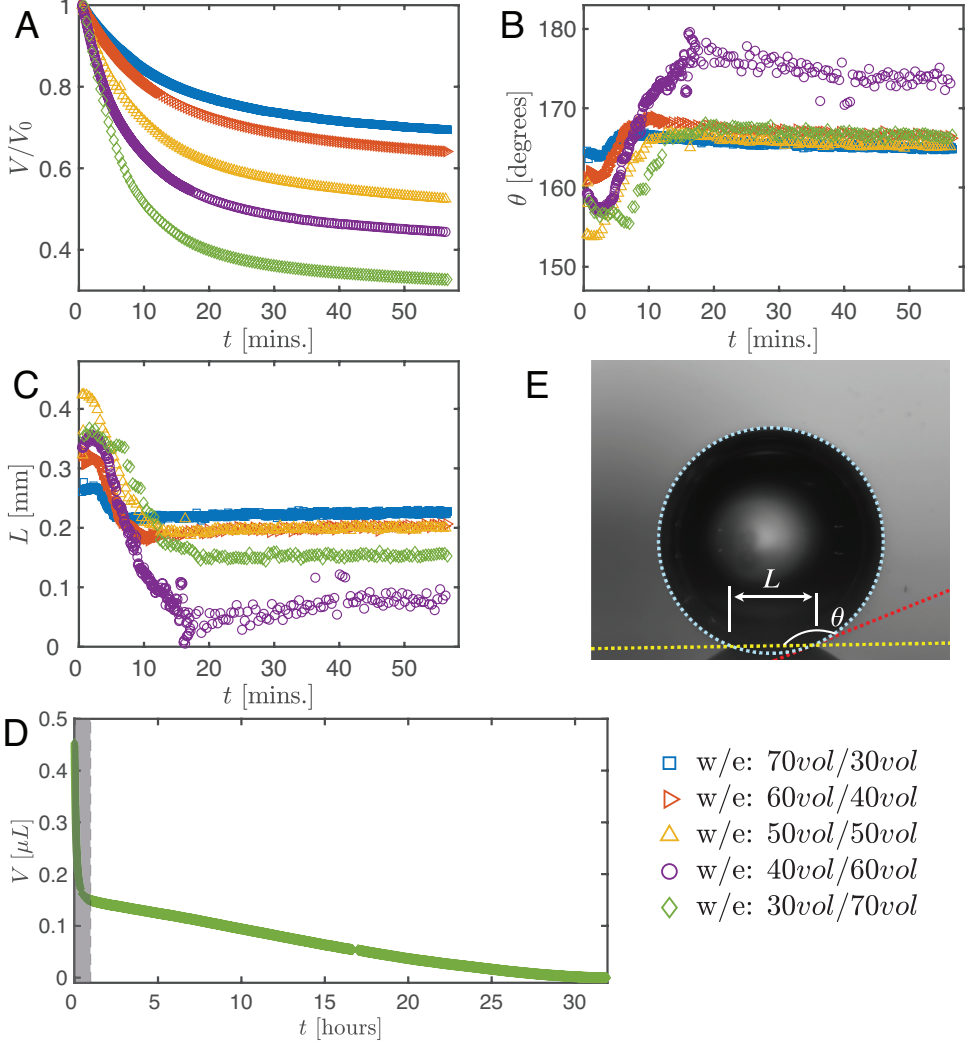 A
1
0.8
0.6
0.4
V/V₀
0 10 20 30 40 50
t [mins.]
B
180
170
160
150
θ [degrees]
0 10 20 30 40 50
t [mins.]
C
0.4
0.3
0.2
0.1
0
L [mm]
0 10 20 30 40 50
t [mins.]
E
L
θ
D
0.5
0.4
0.3
0.2
0.1
0
V [μL]
0 5 10 15 20 25 30
t [hours]
w/e: 70vol/30vol
w/e: 60vol/40vol
w/e: 50vol/50vol
w/e: 40vol/60vol
w/e: 30vol/70vol